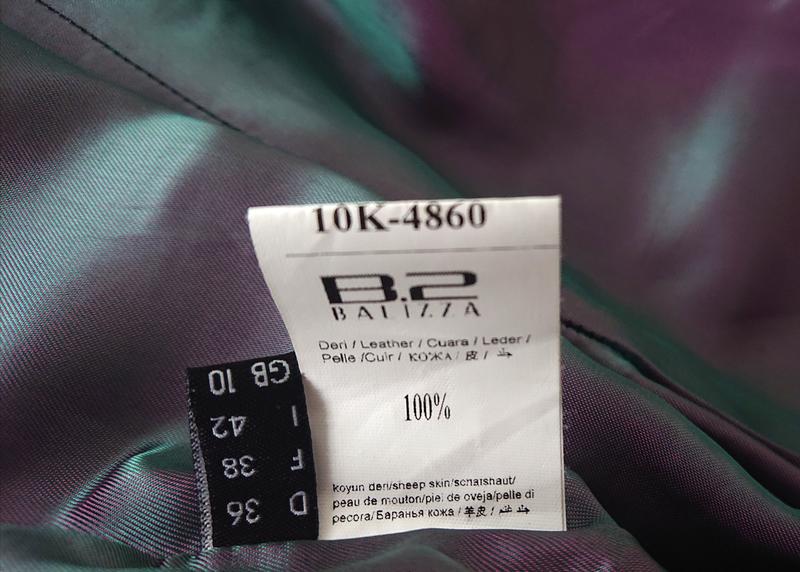 10K-4860
B.2
BALIZZA
Deri / Leather / Cuara / Leder /
Pelle /Cuir / КОЖА / 皮 /
100%
koyun deri/sheep skin/schafshaut/
peau de mouton/piel de oveja/pelle di
pecora/Баранья кожа / 羊皮 /
GB 10
I 42
F 38
D 36